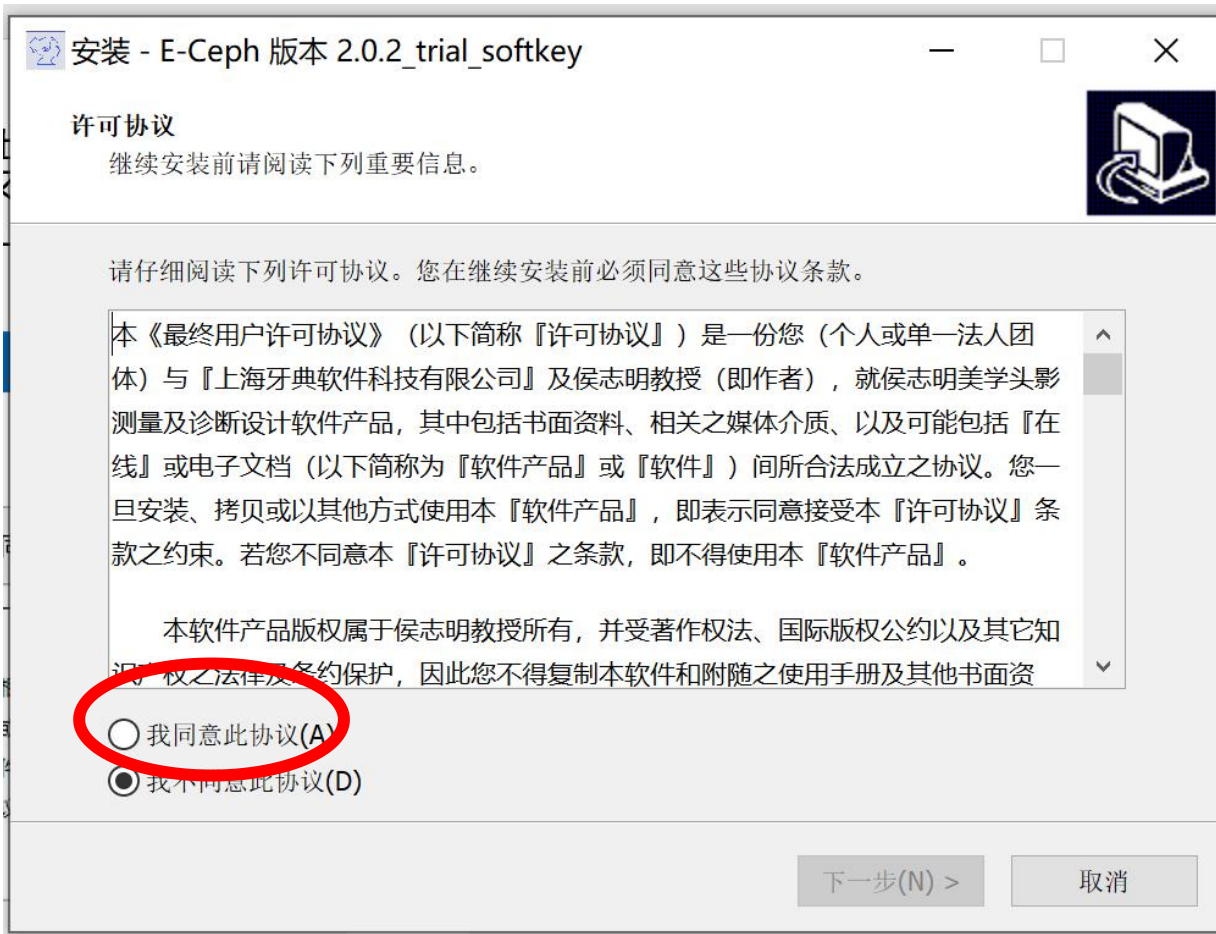 安装 - E-Ceph 版本 2.0.2_trial_softkey
许可协议
继续安装前请阅读下列重要信息。
请仔细阅读下列许可协议。您在继续安装前必须同意这些协议条款。
本《最终用户许可协议》（以下简称『许可协议』）是一份您（个人或单一法人团
体）与『上海牙典软件科技有限公司』及侯志明教授（即作者），就侯志明美学头影
测量及诊断设计软件产品，其中包括书面资料、相关之媒体介质、以及可能包括『在
线』或电子文档（以下简称为『软件产品』或『软件』）间所合法成立之协议。您一
旦安装、拷贝或以其他方式使用本『软件产品』，即表示同意接受本『许可协议』条
款之约束。若您不同意本『许可协议』之条款，即不得使用本『软件产品』。
本软件产品版权属于侯志明教授所有，并受著作权法、国际版权公约以及其它知
识产权之法律及条约保护，因此您不得复制本软件和附随之使用手册及其他书面资
我同意此协议(A)
我不同意此协议(D)
下一步(N) >
取消